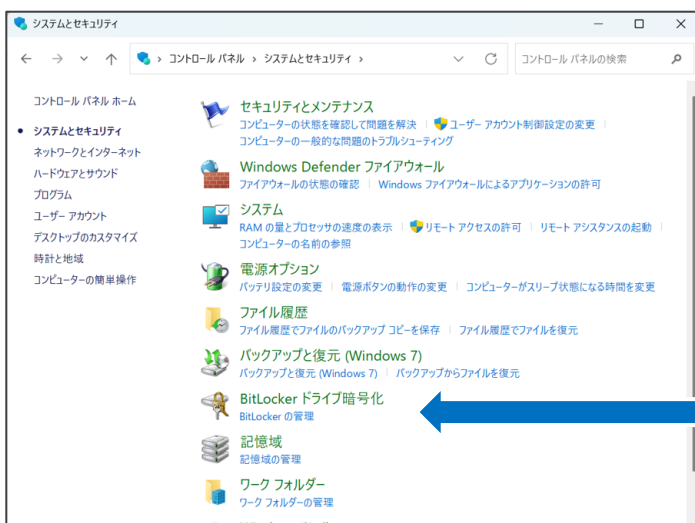 システムとセキュリティ
コントロール パネル > システムとセキュリティ >
コントロール パネルの検索
コントロール パネル ホーム
システムとセキュリティ
ネットワークとインターネット
ハードウェアとサウンド
プログラム
ユーザー アカウント
デスクトップのカスタマイズ
時計と地域
コンピューターの簡単操作
セキュリティとメンテナンス
コンピューターの状態を確認して問題を解決 | ユーザー アカウント制御設定の変更 |
コンピューターの一般的な問題のトラブルシューティング
Windows Defender ファイアウォール
ファイアウォールの状態の確認 | Windows ファイアウォールによるアプリケーションの許可
システム
RAM の量とプロセッサの速度の表示 | リモート アクセスの許可 | リモート アシスタンスの起動 |
コンピューターの名前の参照
電源オプション
バッテリ設定の変更 | 電源ボタンの動作の変更 | コンピューターがスリープ状態になる時間を変更
ファイル履歴
ファイル履歴でファイルのバックアップ コピーを保存 | ファイル履歴でファイルを復元
バックアップと復元 (Windows 7)
バックアップと復元 (Windows 7) | バックアップからファイルを復元
BitLocker ドライブ暗号化
BitLocker の管理
記憶域
記憶域の管理
ワーク フォルダー
ワーク フォルダーの管理